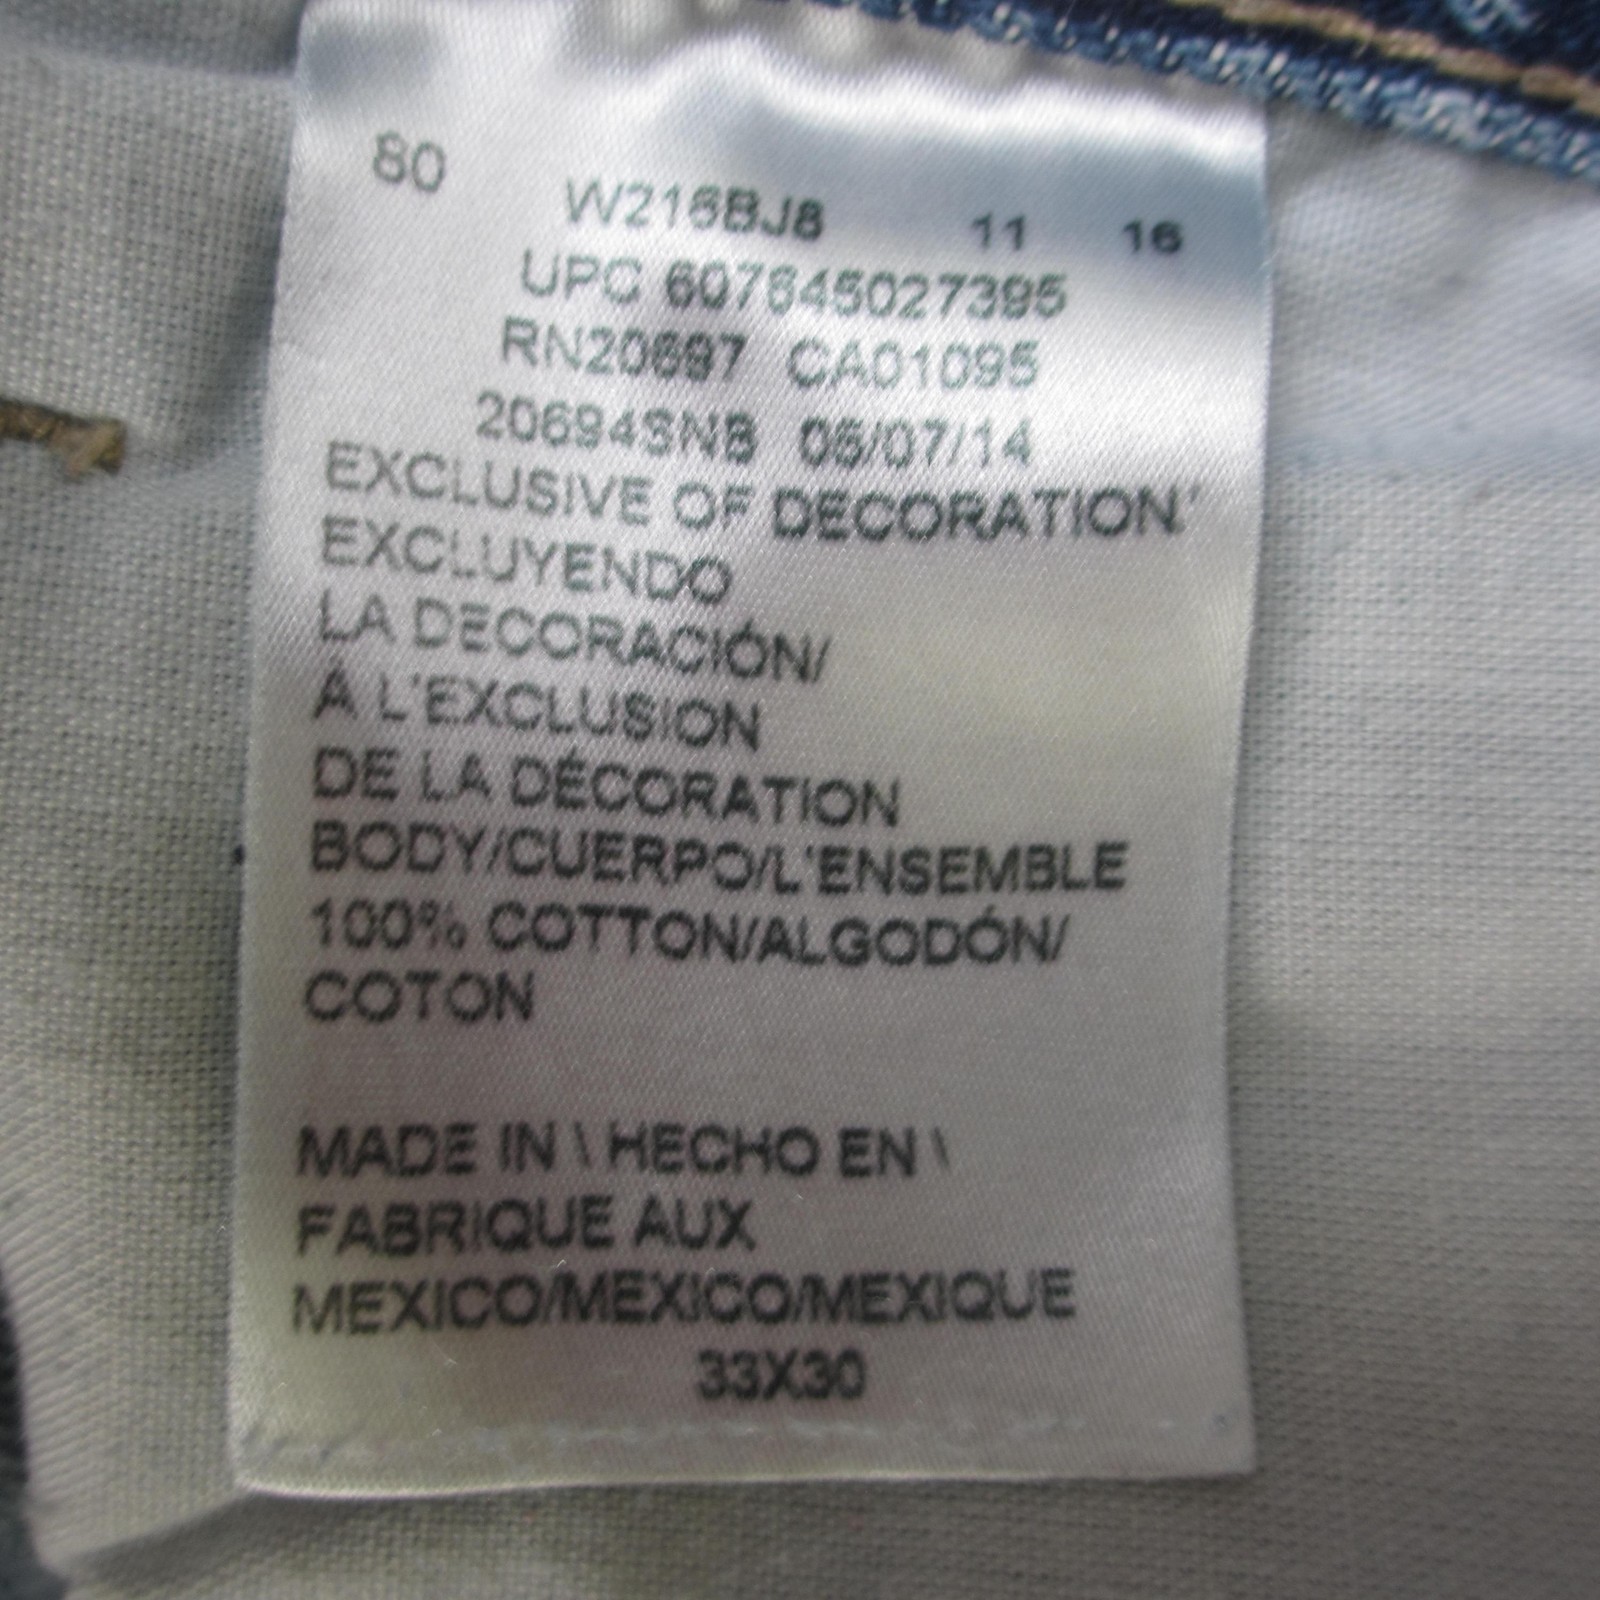 80 W216BJ8 11 16
UPC 607645027395
RN20697 CA01095
20694SNB 06/07/14
EXCLUSIVE OF DECORATION/
EXCLUYENDO
LA DECORACIÓN/
À L'EXCLUSION
DE LA DÉCORATION
BODY/CUERPO/L'ENSEMBLE
100% COTTON/ALGODÓN/
COTON
MADE IN \ HECHO EN \
FABRIQUE AUX
MEXICO/MEXICO/MEXIQUE
33X30